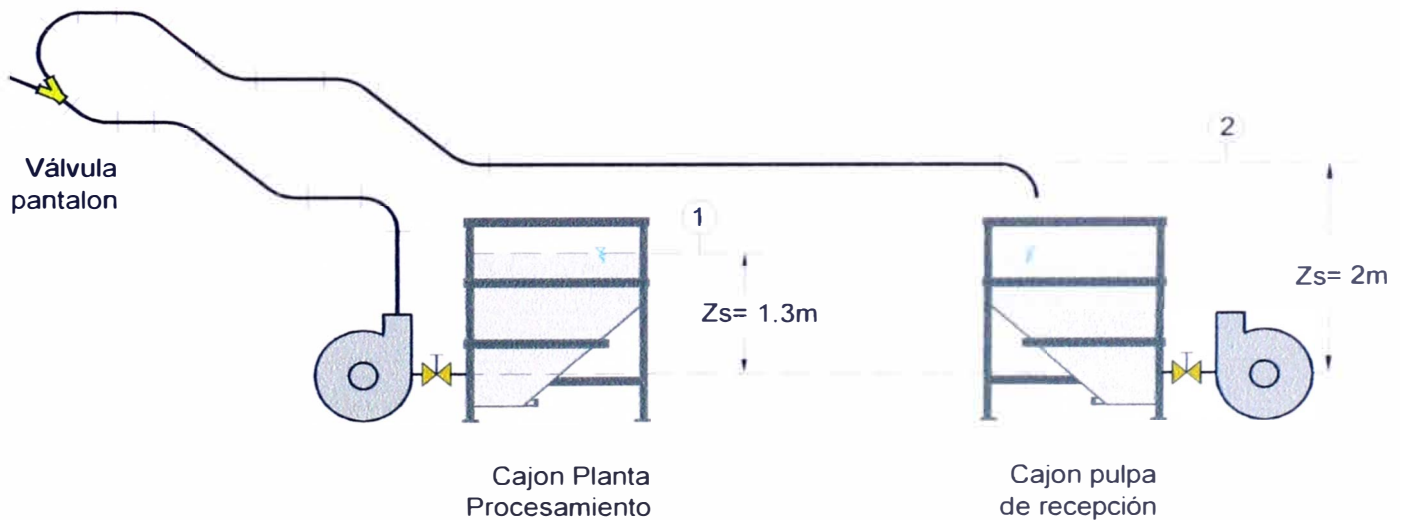 2
Válvula
pantalon
1
Zs= 1.3m
Zs= 2m
Cajon Planta
Procesamiento
Cajon pulpa
de recepción